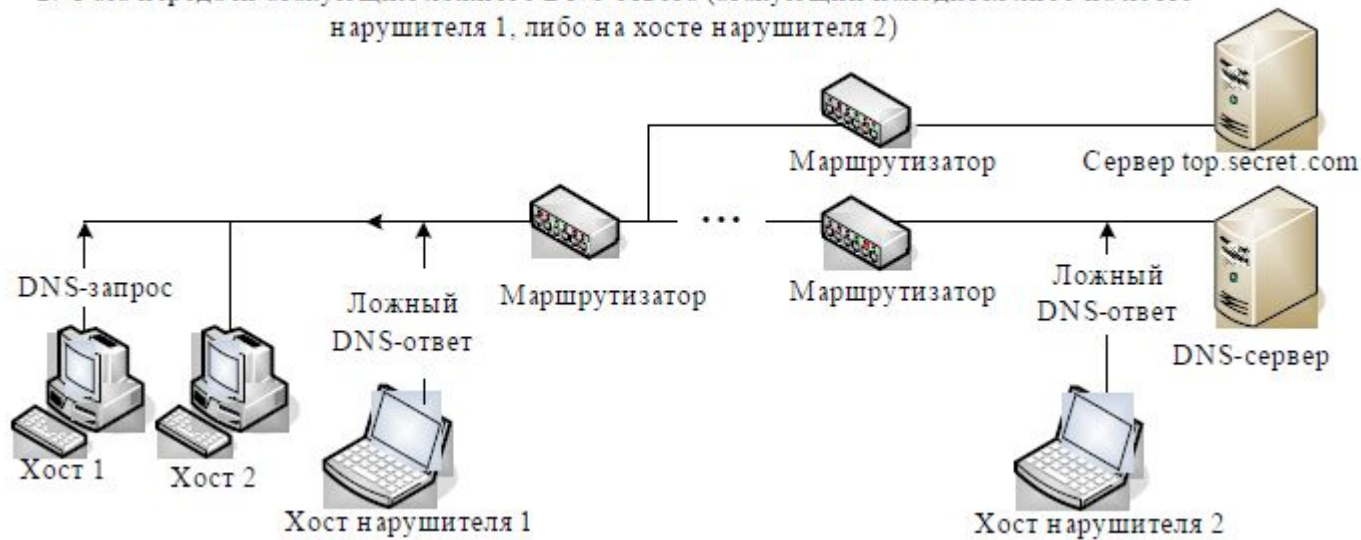 нарушителя 1, либо на хосте нарушителя 2)
Маршрутизатор
Сервер top.secret.com
DNS-запрос
Ложный
DNS-ответ
Маршрутизатор
Маршрутизатор
Ложный
DNS-ответ
DNS-сервер
Хост 1
Хост 2
Хост нарушителя 1
Хост нарушителя 2